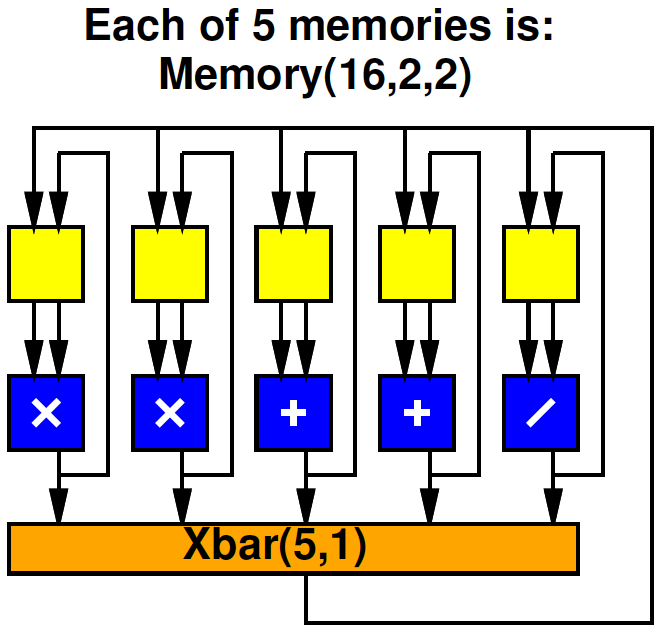 Each of 5 memories is:
Memory(16,2,2)
× × + + /
Xbar(5,1)